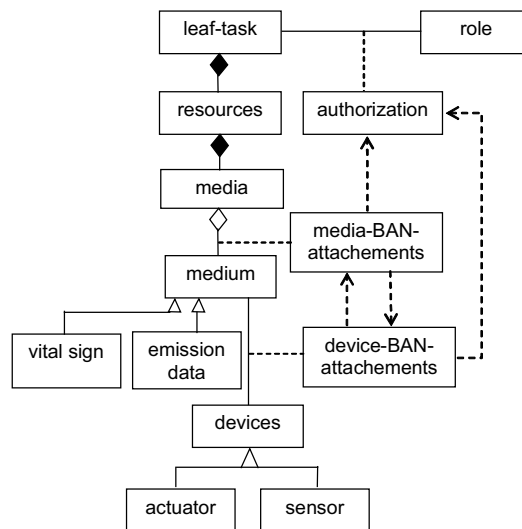 leaf-task
role
resources
authorization
media
media-BAN-
attachements
medium
vital sign
emission
data
device-BAN-
attachements
devices
actuator
sensor